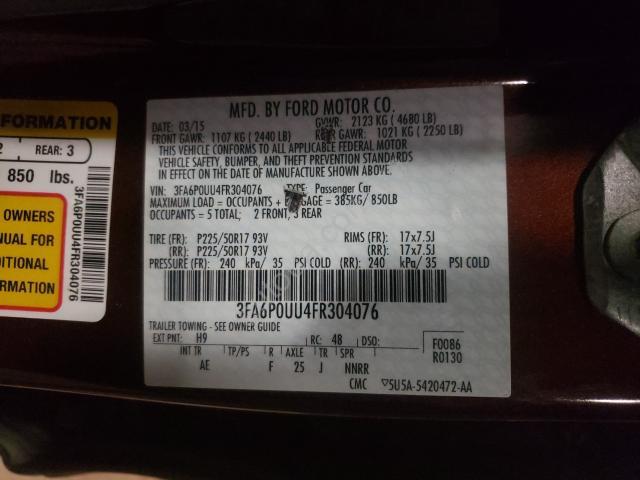 FORMATION
2 REAR: 3
850 lbs.
OWNERS
NUAL FOR
DITIONAL
FORMATION
3FA6P0UU4FR304076
MFD. BY FORD MOTOR CO.
DATE: 03/15 GVWR: 2123 KG ( 4680 LB)
FRONT GAWR: 1107 KG ( 2440 LB) REAR GAWR: 1021 KG ( 2250 LB)
THIS VEHICLE CONFORMS TO ALL APPLICABLE FEDERAL MOTOR
VEHICLE SAFETY, BUMPER, AND THEFT PREVENTION STANDARDS
IN EFFECT ON THE DATE OF MANUFACTURE SHOWN ABOVE.
VIN: 3FA6P0UU4FR304076 TYPE: Passenger Car
MAXIMUM LOAD = OCCUPANTS + LUGGAGE = 385KG/ 850LB
OCCUPANTS = 5 TOTAL; 2 FRONT, 3 REAR
TIRE (FR): P225/50R17 93V RIMS (FR): 17x7.5J
(RR): P225/50R17 93V (RR): 17x7.5J
PRESSURE (FR): 240 kPa/ 35 PSI COLD (RR): 240 kPa/ 35 PSI COLD
3FA6P0UU4FR304076
TRAILER TOWING - SEE OWNER GUIDE
EXT PNT: H9 RC: 48 DSO: F0086
R0130
INT TR TP/PS R AXLE TR SPR
AE F 25 J NNRR
CMC 5U5A-5420472-AA